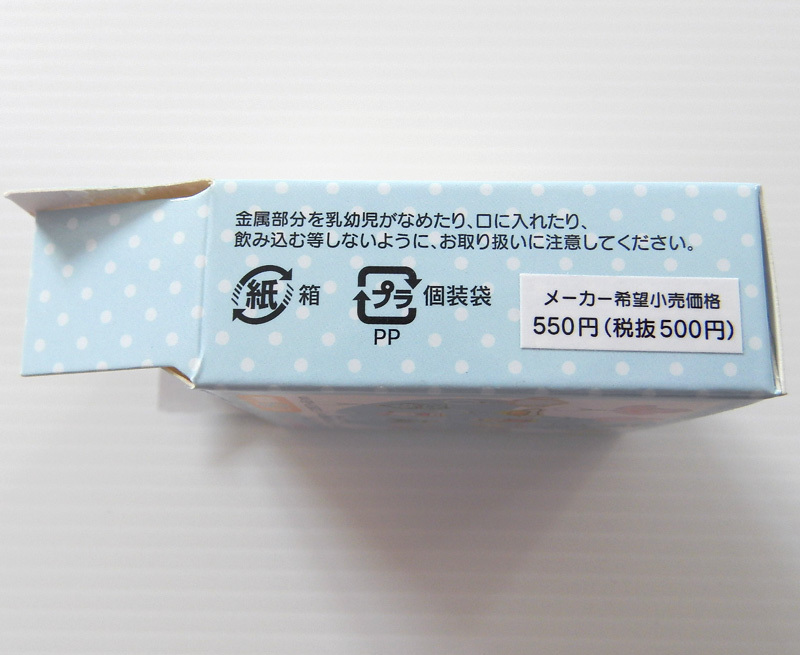 金属部分を乳幼児がなめたり、口に入れたり、
飲み込む等しないように、お取り扱いに注意してください。
紙 箱 プラ 個装袋
PP
メーカー希望小売価格
550円(税抜500円)